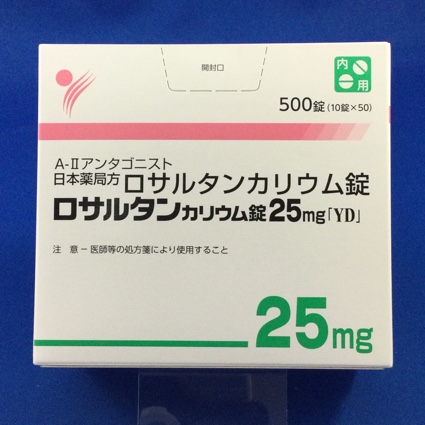 開封口
内用
500錠(10錠×50)
A-Ⅱアンタゴニスト
日本薬局方 ロサルタンカリウム錠
ロサルタンカリウム錠25mg「YD」
注 意－医師等の処方箋により使用すること
25mg